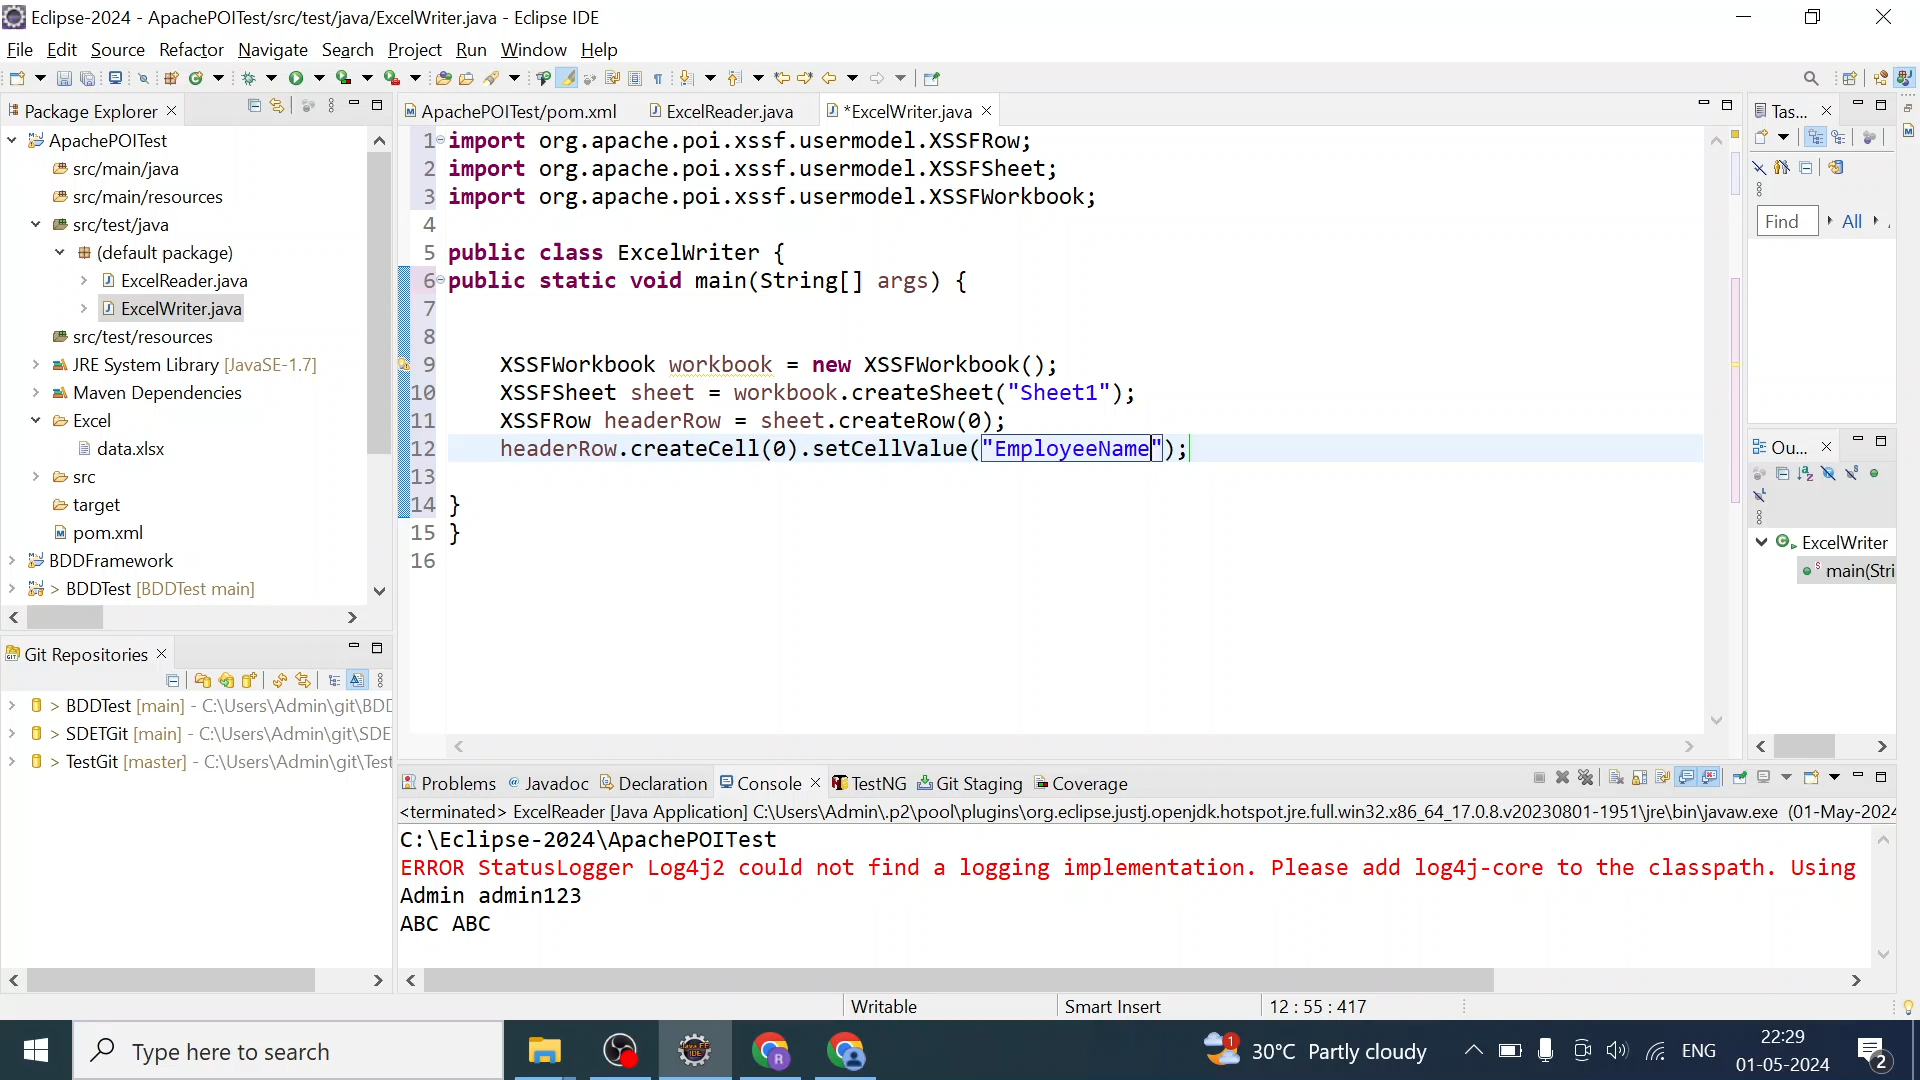 Eclipse-2024 - ApachePOITest/src/test/java/ExcelWriter.java - Eclipse IDE
File Edit Source Refactor Navigate Search Project Run Window Help
Package Explorer
ApachePOITest
src/main/java
src/main/resources
src/test/java
(default package)
ExcelReader.java
ExcelWriter.java
src/test/resources
JRE System Library [JavaSE-1.7]
Maven Dependencies
Excel
data.xlsx
src
target
pom.xml
BDDFramework
> BDDTest [BDDTest main]
Git Repositories
> BDDTest [main] - C:\Users\Admin\git\BDD
> SDETGit [main] - C:\Users\Admin\git\SDE
> TestGit [master] - C:\Users\Admin\git\Test
ApachePOITest/pom.xml ExcelReader.java *ExcelWriter.java
1 import org.apache.poi.xssf.usermodel.XSSFRow;
2 import org.apache.poi.xssf.usermodel.XSSFSheet;
3 import org.apache.poi.xssf.usermodel.XSSFWorkbook;
4
5 public class ExcelWriter {
6 public static void main(String[] args) {
7
8
9 XSSFWorkbook workbook = new XSSFWorkbook();
10 XSSFSheet sheet = workbook.createSheet("Sheet1");
11 XSSFRow headerRow = sheet.createRow(0);
12 headerRow.createCell(0).setCellValue("EmployeeName");
13
14 }
15 }
16
Tas...
Find All
Ou...
ExcelWriter
main(Stri
Problems Javadoc Declaration Console TestNG Git Staging Coverage
<terminated> ExcelReader [Java Application] C:\Users\Admin\.p2\pool\plugins\org.eclipse.justj.openjdk.hotspot.jre.full.win32.x86_64_17.0.8.v20230801-1951\jre\bin\javaw.exe (01-May-2024
C:\Eclipse-2024\ApachePOITest
ERROR StatusLogger Log4j2 could not find a logging implementation. Please add log4j-core to the classpath. Using
Admin admin123
ABC ABC
Writable Smart Insert 12 : 55 : 417
Type here to search
R
1
30°C Partly cloudy
ENG
22:29
01-05-2024
2